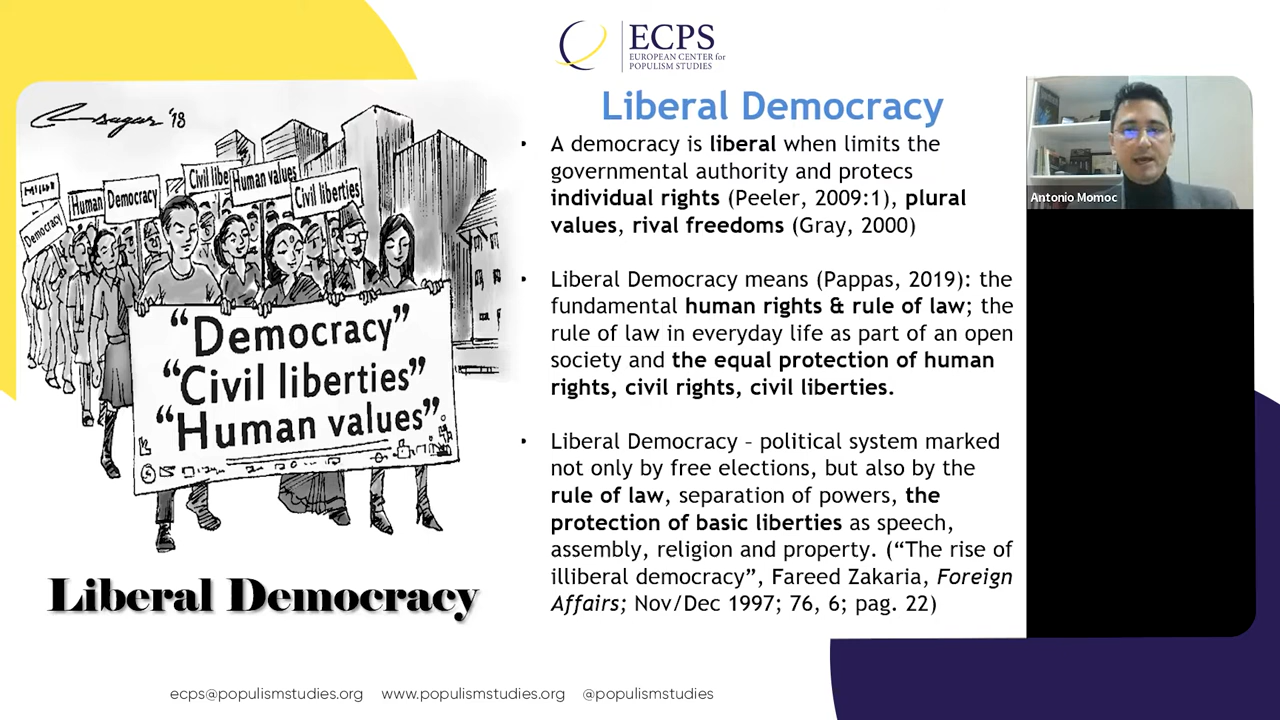 ECPS
EUROPEAN CENTER for
POPULISM STUDIES
Liberal Democracy
• A democracy is liberal when limits the
governmental authority and protects
individual rights (Peeler, 2009:1), plural
values, rival freedoms (Gray, 2000)
• Liberal Democracy means (Pappas, 2019): the
fundamental human rights & rule of law; the
rule of law in everyday life as part of an open
society and the equal protection of human
rights, civil rights, civil liberties.
• Liberal Democracy – political system marked
not only by free elections, but also by the
rule of law, separation of powers, the
protection of basic liberties as speech,
assembly, religion and property. (“The rise of
illiberal democracy”, Fareed Zakaria, Foreign
Affairs; Nov/Dec 1997; 76, 6; pag. 22)
Antonio Momoc
Democracy
Human
Democracy
Civil libe
Human values
Civil liberties
“Democracy”
“Civil liberties”
“Human values”
Liberal Democracy
ecps@populismstudies.org www.populismstudies.org @populismstudies